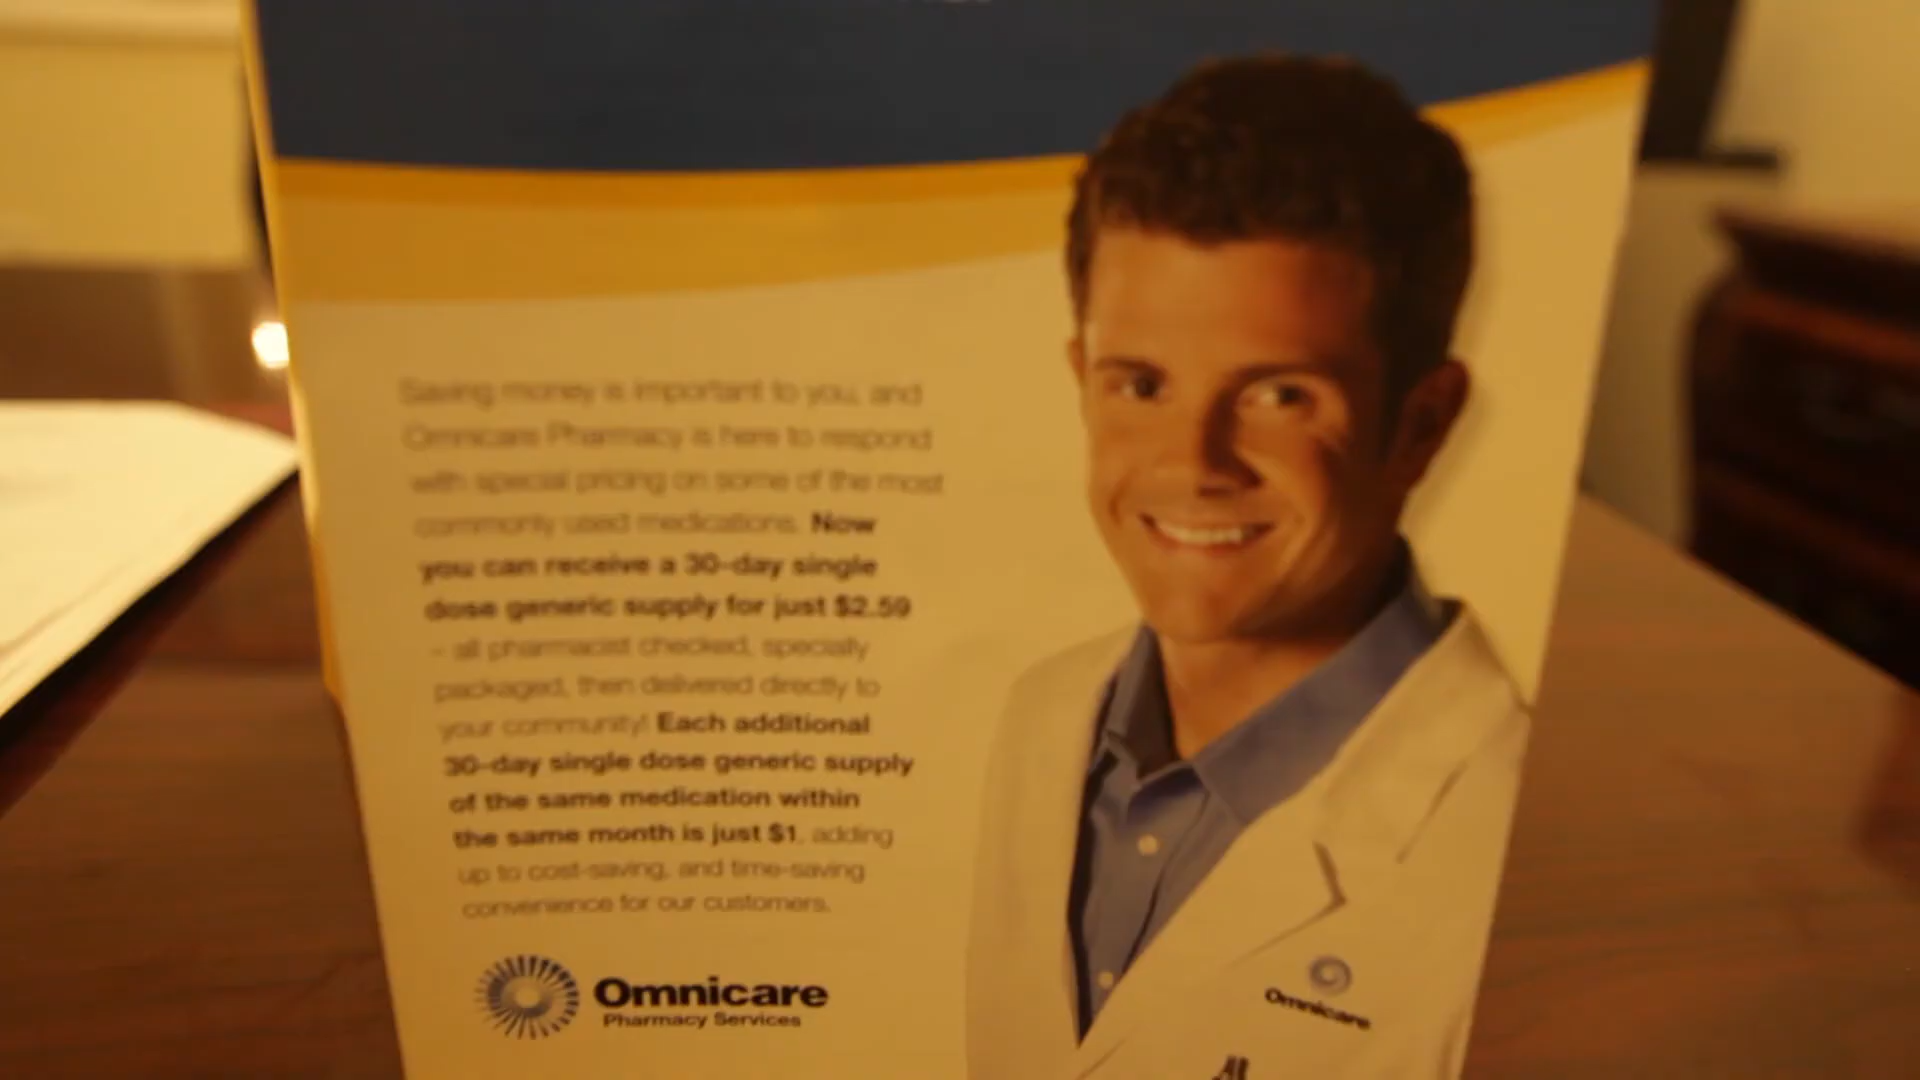 Saving money is important to you, and
Omnicare Pharmacy is here to respond
with special pricing on some of the most
commonly used medications. Now
you can receive a 30-day single
dose generic supply for just $2.59
– all pharmacist checked, specially
packaged, then delivered directly to
your community! Each additional
30-day single dose generic supply
of the same medication within
the same month is just $1, adding
up to cost-saving, and time-saving
convenience for our customers.
Omnicare
Pharmacy Services
Omnicare